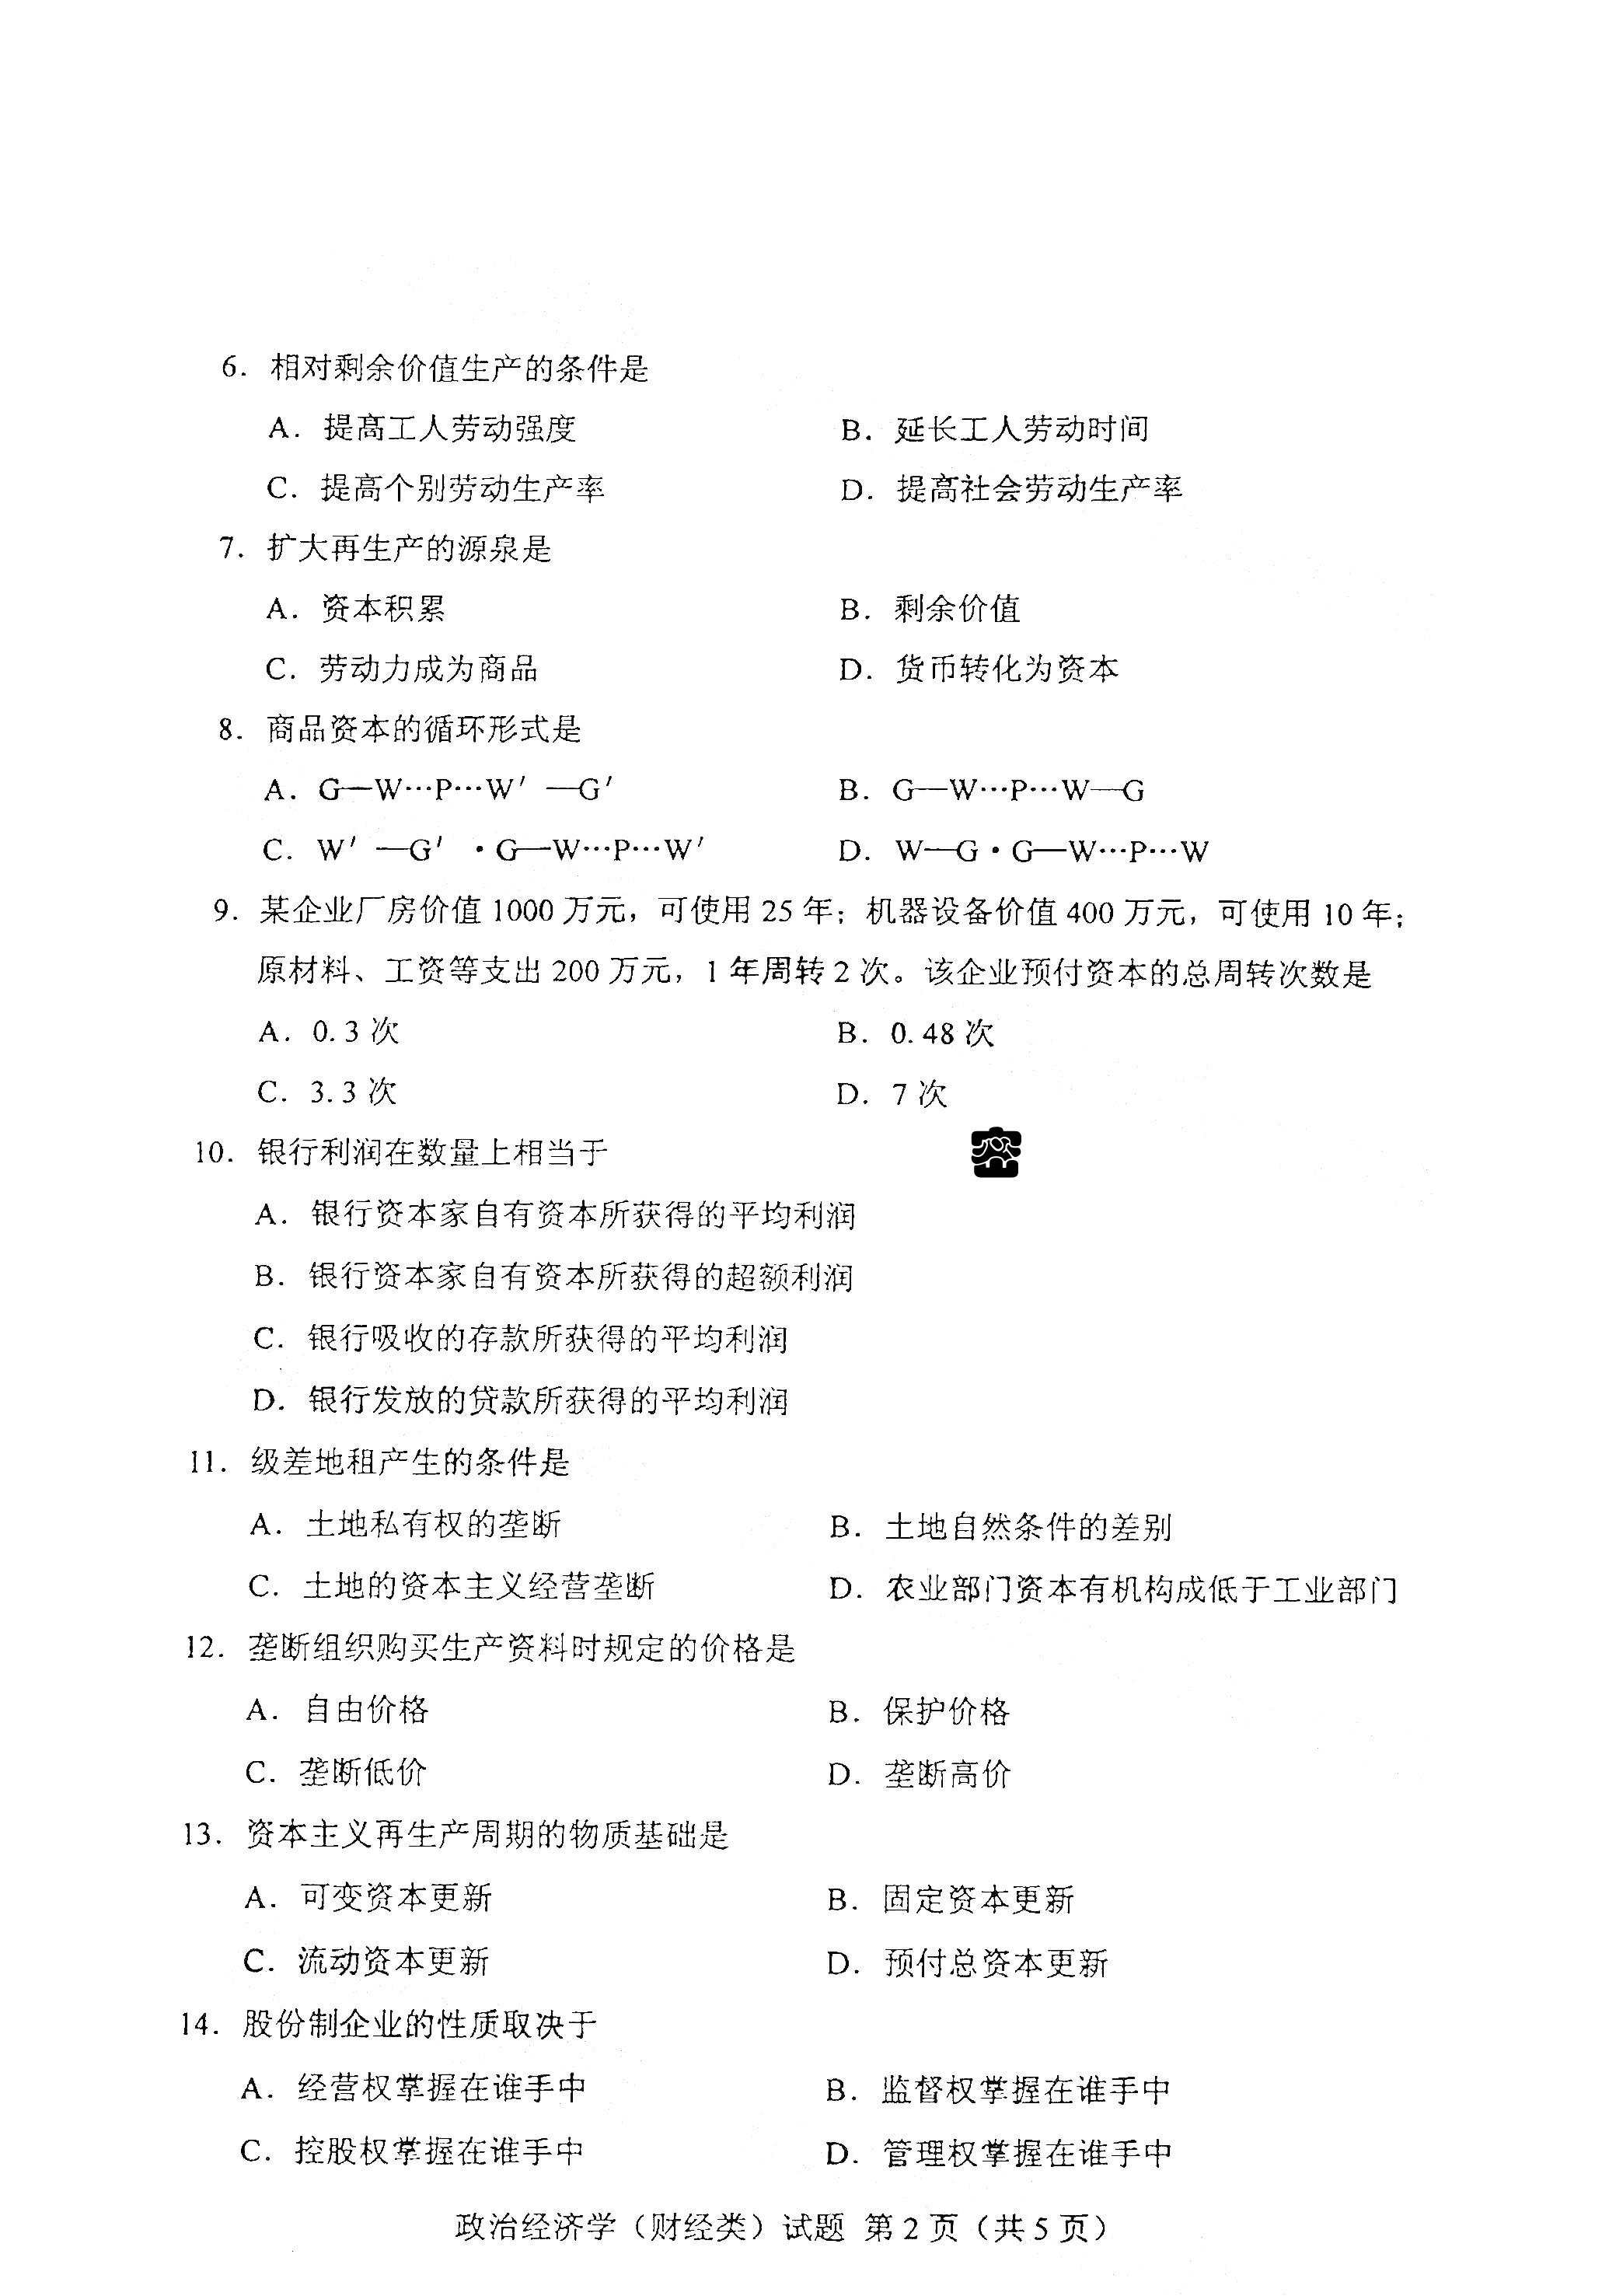 6. 相对剩余价值生产的条件是
A. 提高工人劳动强度 B. 延长工人劳动时间
C. 提高个别劳动生产率 D. 提高社会劳动生产率
7. 扩大再生产的源泉是
A. 资本积累 B. 剩余价值
C. 劳动力成为商品 D. 货币转化为资本
8. 商品资本的循环形式是
A. G—W…P…W′ —G′ B. G—W…P…W—G
C. W′ —G′ ·G—W…P…W′ D. W—G·G—W…P…W
9. 某企业厂房价值 1000 万元，可使用 25 年；机器设备价值 400 万元，可使用 10 年；
原材料、工资等支出 200 万元，1 年周转 2 次。该企业预付资本的总周转次数是
A. 0.3 次 B. 0.48 次
C. 3.3 次 D. 7 次
10. 银行利润在数量上相当于
A. 银行资本家自有资本所获得的平均利润
B. 银行资本家自有资本所获得的超额利润
C. 银行吸收的存款所获得的平均利润
D. 银行发放的贷款所获得的平均利润
11. 级差地租产生的条件是
A. 土地私有权的垄断 B. 土地自然条件的差别
C. 土地的资本主义经营垄断 D. 农业部门资本有机构成低于工业部门
12. 垄断组织购买生产资料时规定的价格是
A. 自由价格 B. 保护价格
C. 垄断低价 D. 垄断高价
13. 资本主义再生产周期的物质基础是
A. 可变资本更新 B. 固定资本更新
C. 流动资本更新 D. 预付总资本更新
14. 股份制企业的性质取决于
A. 经营权掌握在谁手中 B. 监督权掌握在谁手中
C. 控股权掌握在谁手中 D. 管理权掌握在谁手中
政治经济学（财经类）试题 第 2 页（共 5 页）